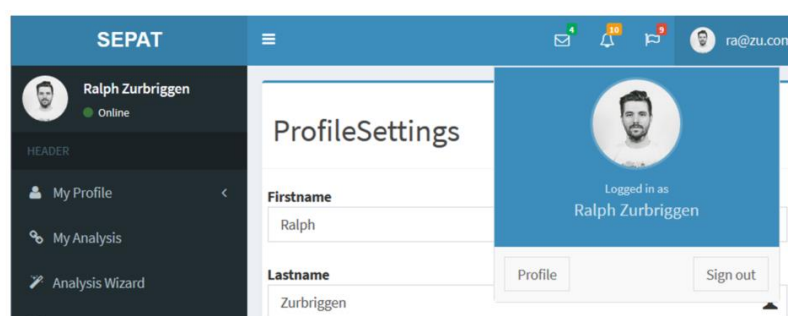 SEPAT
4
10
9
ra@zu.com
Ralph Zurbriggen
Online
HEADER
My Profile
My Analysis
Analysis Wizard
ProfileSettings
Firstname
Ralph
Lastname
Zurbriggen
Logged in as
Ralph Zurbriggen
Profile
Sign out